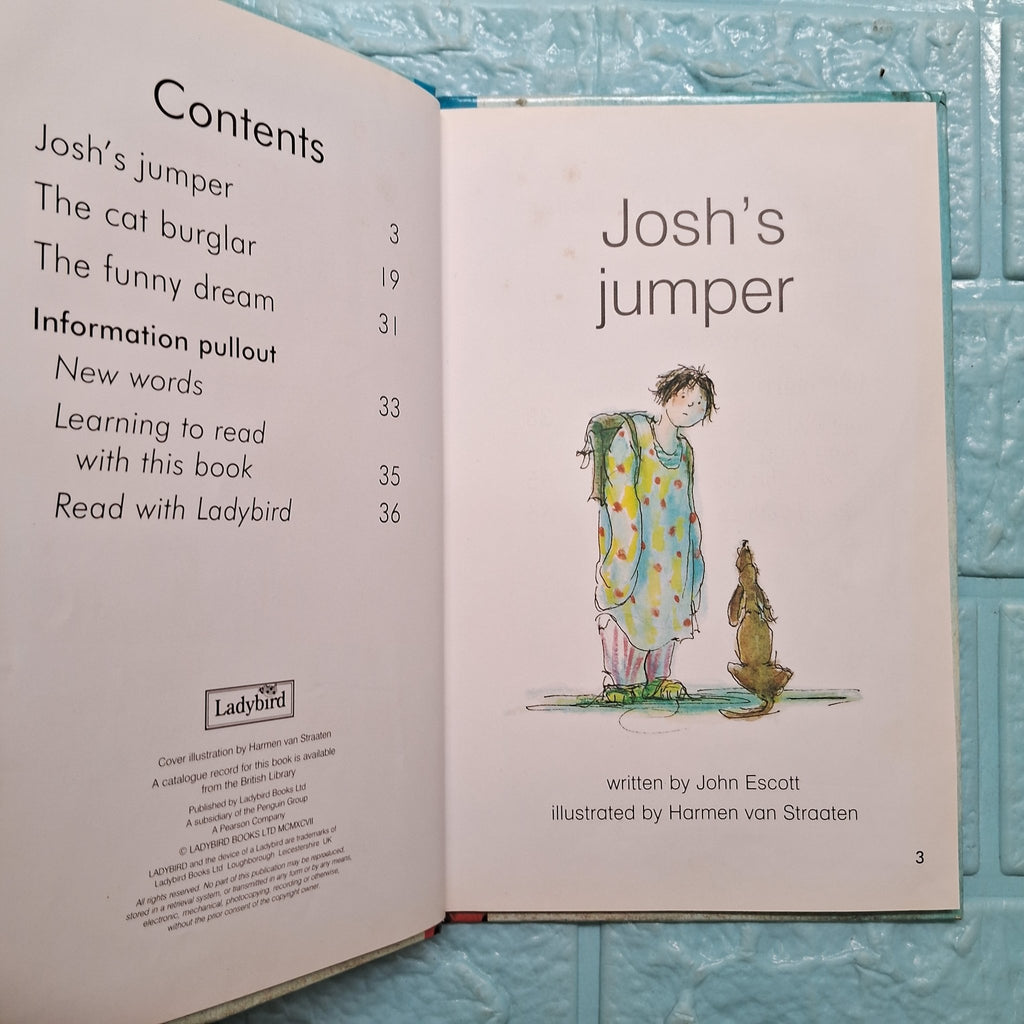 Contents
Josh's jumper 3
The cat burglar 19
The funny dream 31
Information pullout
New words 33
Learning to read
with this book 35
Read with Ladybird 36
Ladybird
Cover illustration by Harmen van Straaten
A catalogue record for this book is available
from the British Library
Published by Ladybird Books Ltd
A subsidiary of the Penguin Group
A Pearson Company
© LADYBIRD BOOKS LTD MCMXCVII
LADYBIRD and the device of a Ladybird are trademarks of
Ladybird Books Ltd Loughborough Leicestershire UK
All rights reserved. No part of this publication may be reproduced,
stored in a retrieval system, or transmitted in any form or by any means,
electronic, mechanical, photocopying, recording or otherwise,
without the prior consent of the copyright owner.
Josh's
jumper
written by John Escott
illustrated by Harmen van Straaten
3